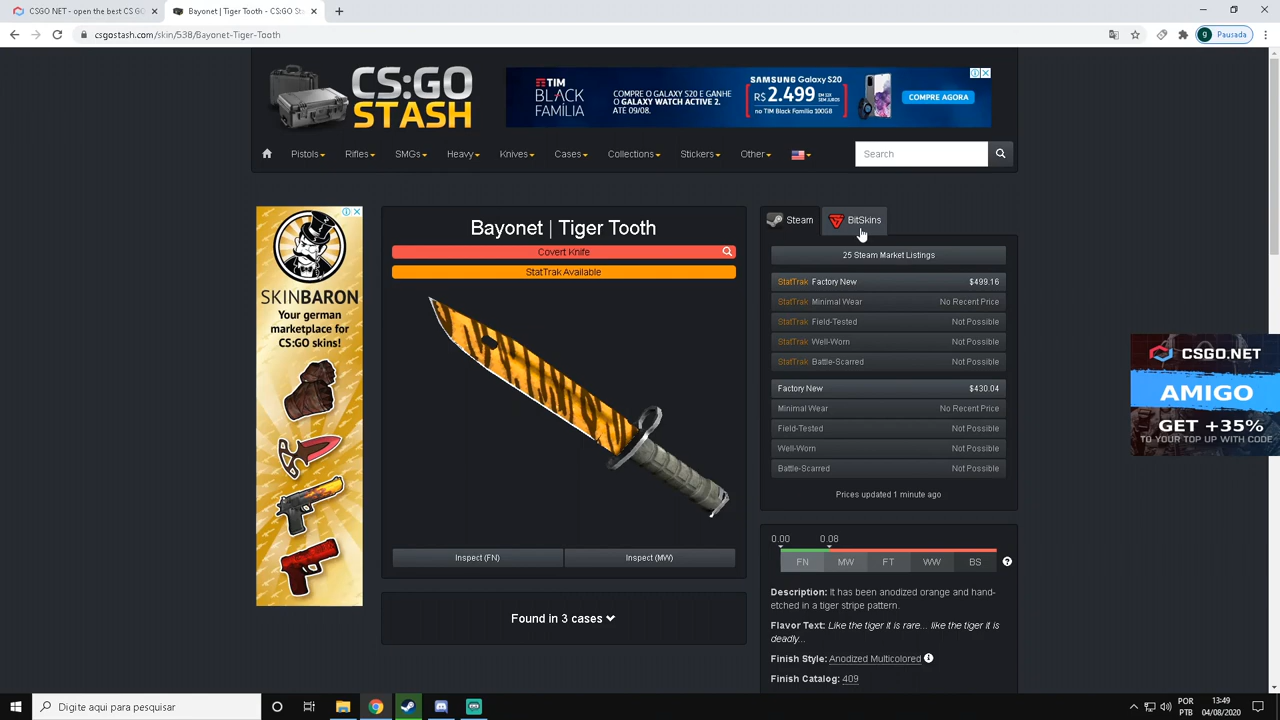 CSGO NET - open the best CS GO
Bayonet | Tiger Tooth - CS:GO St
csgostash.com/skin/538/Bayonet-Tiger-Tooth
Pausada
CS:GO
STASH
TIM
BLACK
FAMÍLIA
COMPRE O GALAXY S20 E GANHE
O GALAXY WATCH ACTIVE 2.
ATÉ 09/08.
SAMSUNG Galaxy S20
R$ 2.499
no TIM Black Família 100GB
COMPRE AGORA
Pistols
Rifles
SMGs
Heavy
Knives
Cases
Collections
Stickers
Other
Search
SKINBARON
Your german
marketplace for
CS:GO skins!
Bayonet | Tiger Tooth
Covert Knife
StatTrak Available
Inspect (FN)
Inspect (MW)
Found in 3 cases
Steam
BitSkins
25 Steam Market Listings
StatTrak Factory New $499.16
StatTrak Minimal Wear No Recent Price
StatTrak Field-Tested Not Possible
StatTrak Well-Worn Not Possible
StatTrak Battle-Scarred Not Possible
Factory New $430.04
Minimal Wear No Recent Price
Field-Tested Not Possible
Well-Worn Not Possible
Battle-Scarred Not Possible
Prices updated 1 minute ago
0.00 0.08
FN MW FT WW BS
Description: It has been anodized orange and hand-
etched in a tiger stripe pattern.
Flavor Text: Like the tiger it is rare... like the tiger it is
deadly...
Finish Style: Anodized Multicolored
Finish Catalog: 409
CSGO.NET
AMIGO
GET +35%
TO YOUR TOP UP WITH CODE
Digite aqui para pesquisar
POR
PTB
13:49
04/08/2020